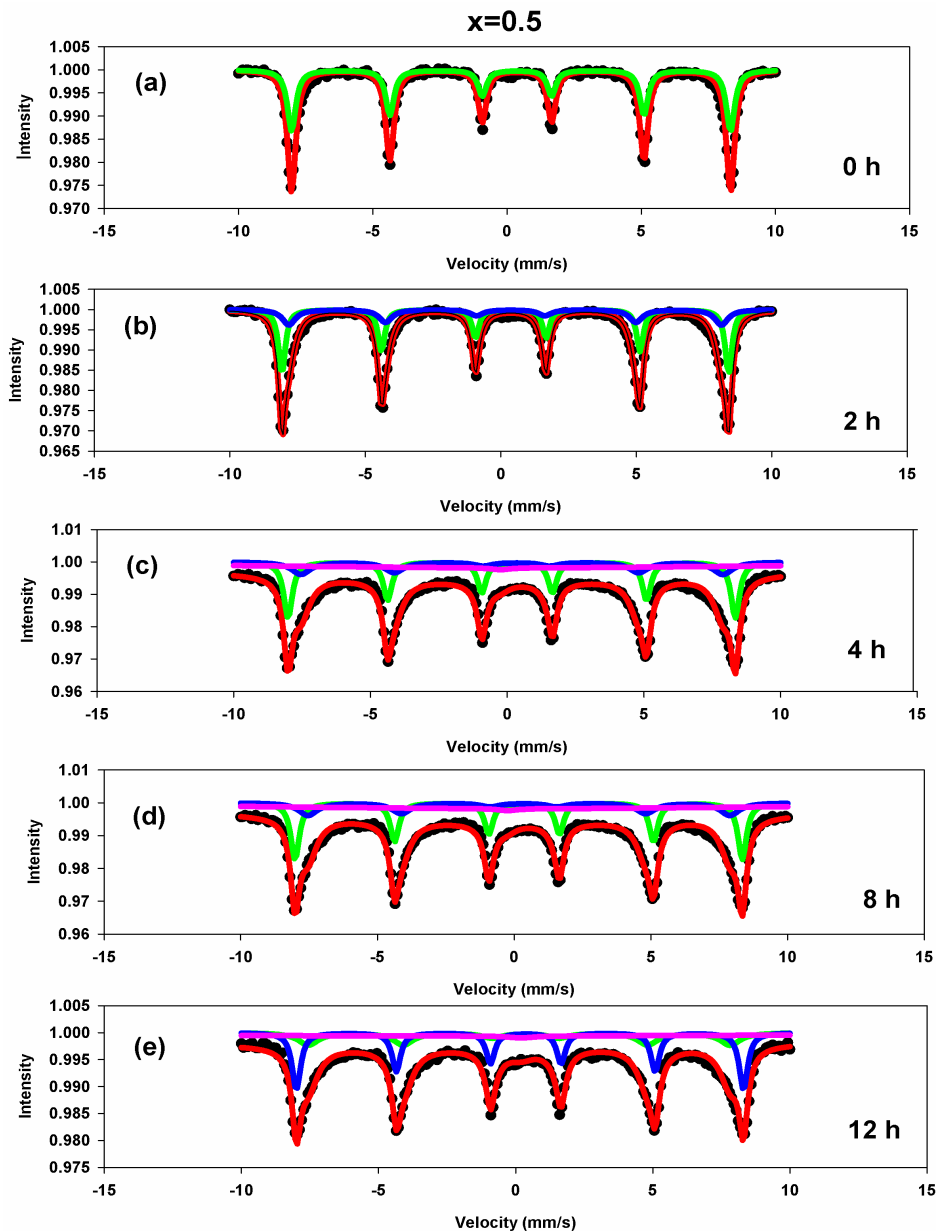 x=0.5
1.005
1.000
0.995
0.990
0.985
0.980
0.975
0.970
Intensity
(a)
0 h
-15 -10 -5 0 5 10 15
Velocity (mm/s)
1.005
1.000
0.995
0.990
0.985
0.980
0.975
0.970
0.965
Intensity
(b)
2 h
-15 -10 -5 0 5 10 15
Velocity (mm/s)
1.01
1.00
0.99
0.98
0.97
0.96
Intensity
(c)
4 h
-15 -10 -5 0 5 10 15
Velocity (mm/s)
1.01
1.00
0.99
0.98
0.97
0.96
Intensity
(d)
8 h
-15 -10 -5 0 5 10 15
Velocity (mm/s)
1.005
1.000
0.995
0.990
0.985
0.980
0.975
Intensity
(e)
12 h
-15 -10 -5 0 5 10 15
Velocity (mm/s)